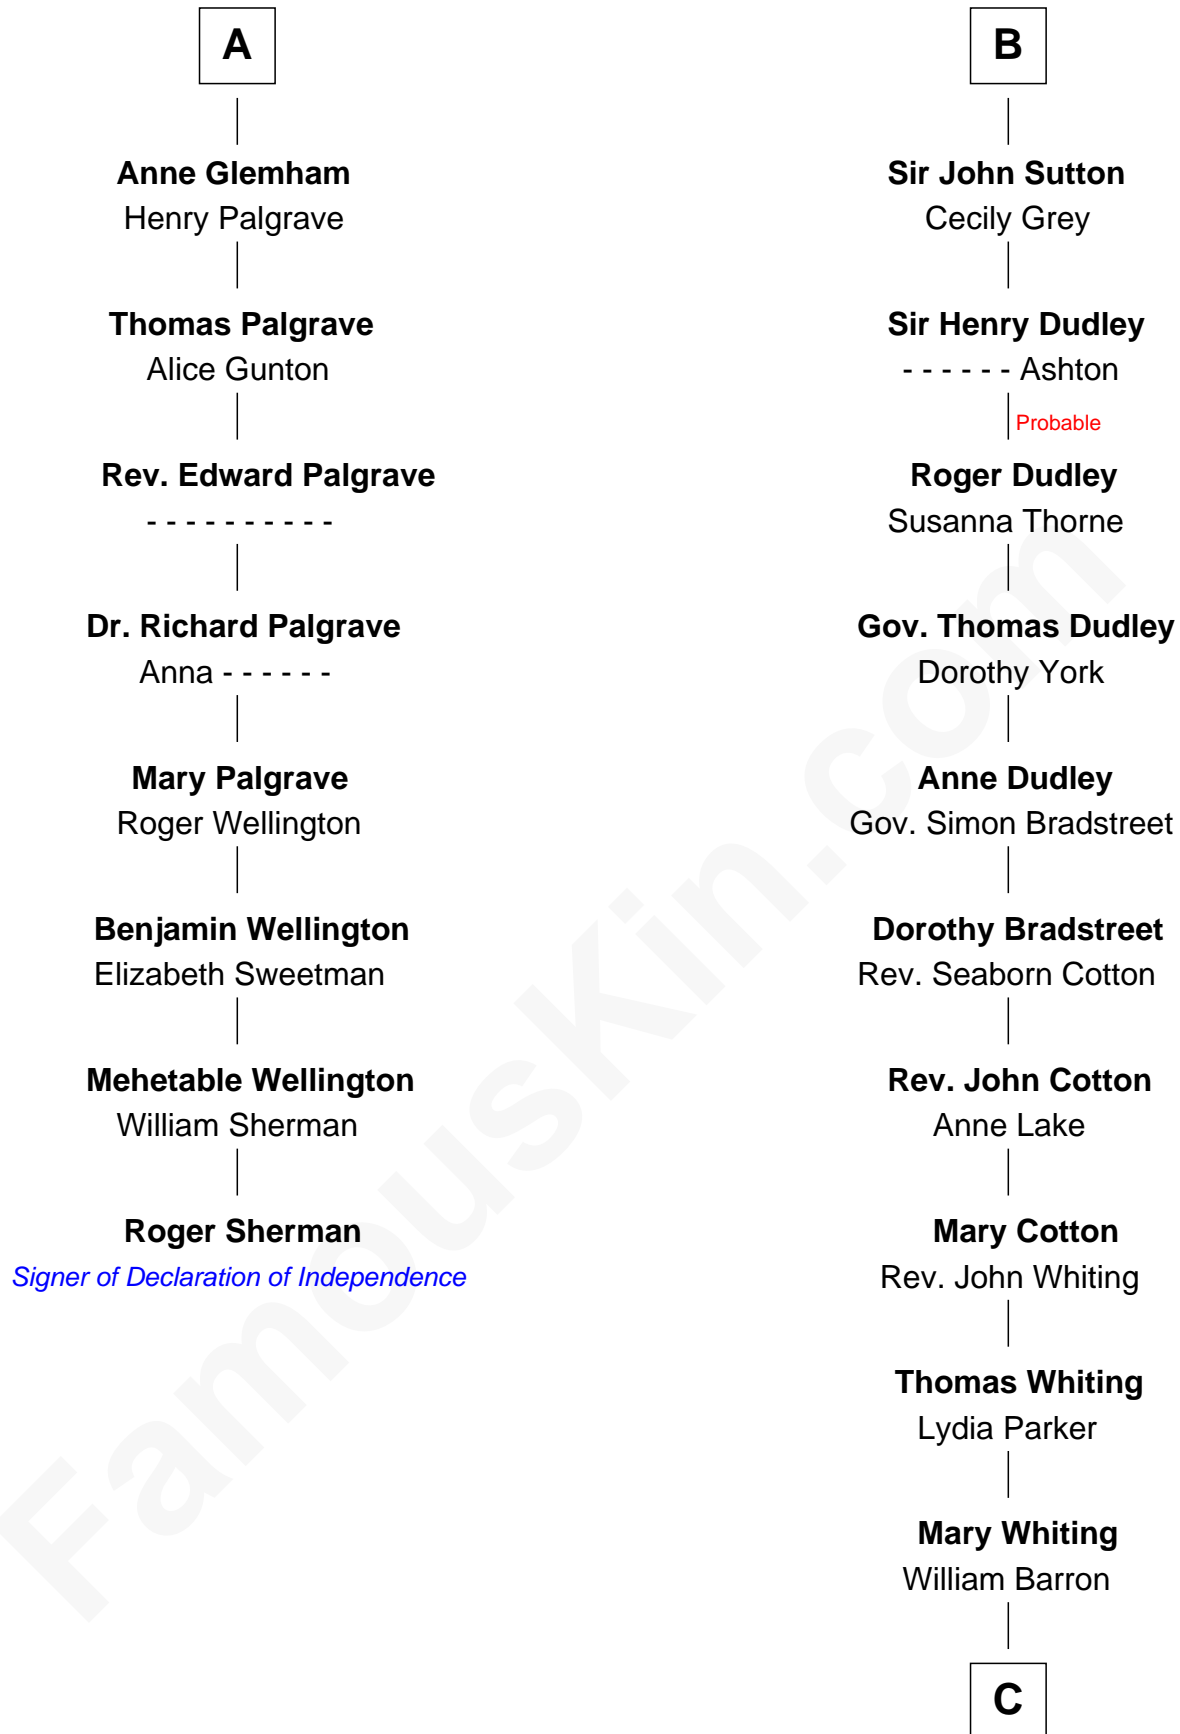 A
Anne Glemham
Henry Palgrave
Thomas Palgrave
Alice Gunton
Rev. Edward Palgrave
- - - - - - - - - -
Dr. Richard Palgrave
Anna - - - - - -
Mary Palgrave
Roger Wellington
Benjamin Wellington
Elizabeth Sweetman
Mehetable Wellington
William Sherman
Roger Sherman
Signer of Declaration of Independence
B
Sir John Sutton
Cecily Grey
Sir Henry Dudley
- - - - - - Ashton
Probable
Roger Dudley
Susanna Thorne
Gov. Thomas Dudley
Dorothy York
Anne Dudley
Gov. Simon Bradstreet
Dorothy Bradstreet
Rev. Seaborn Cotton
Rev. John Cotton
Anne Lake
Mary Cotton
Rev. John Whiting
Thomas Whiting
Lydia Parker
Mary Whiting
William Barron
C
FamousKin.com